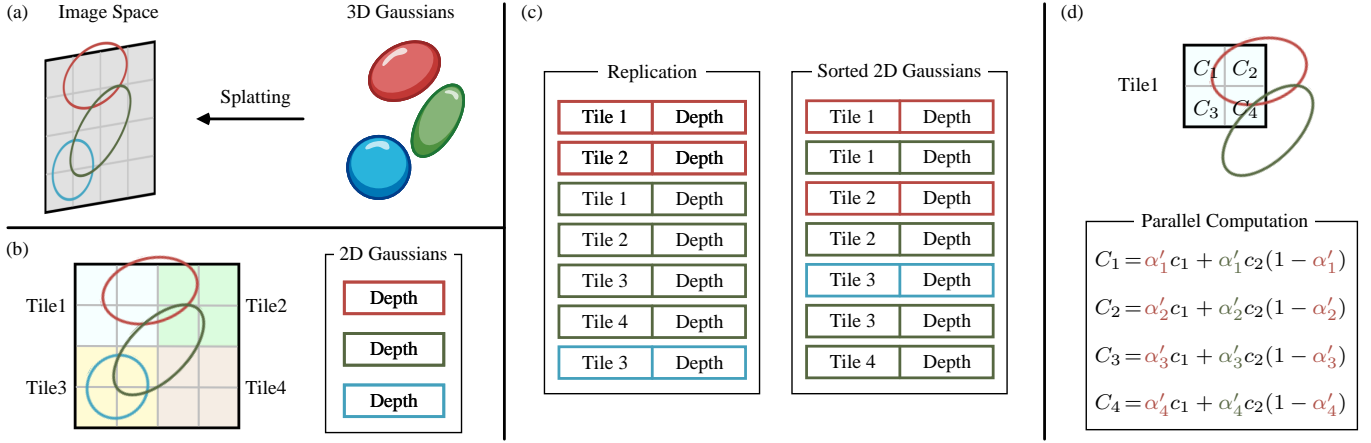 (a)
Image Space
3D Gaussians
Splatting
(b)
Tile1
Tile2
Tile3
Tile4
2D Gaussians
Depth
Depth
Depth
(c)
Replication
Tile 1 Depth
Tile 2 Depth
Tile 1 Depth
Tile 2 Depth
Tile 3 Depth
Tile 4 Depth
Tile 3 Depth
Sorted 2D Gaussians
Tile 1 Depth
Tile 1 Depth
Tile 2 Depth
Tile 2 Depth
Tile 3 Depth
Tile 3 Depth
Tile 4 Depth
(d)
Tile1
C₁ C₂
C₃ C₄
Parallel Computation
C₁=α′₁c₁ + α′₁c₂(1 - α′₁)
C₂=α′₂c₁ + α′₂c₂(1 - α′₂)
C₃=α′₃c₁ + α′₃c₂(1 - α′₃)
C₄=α′₄c₁ + α′₄c₂(1 - α′₄)